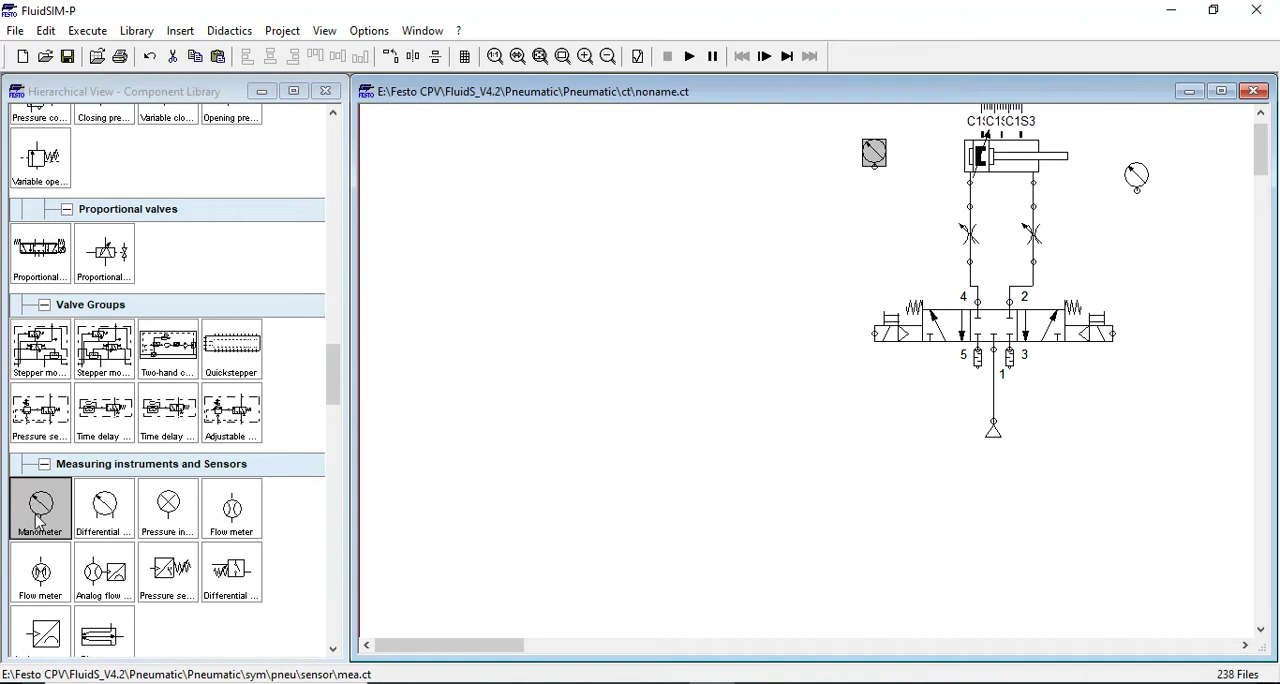 FluidSIM-P
File Edit Execute Library Insert Didactics Project View Options Window ?
FESTO Hierarchical View - Component Library
FESTO E:\Festo CPV\FluidS_V4.2\Pneumatic\Pneumatic\ct\noname.prt
Pressure co... Closing pre... Variable clo... Opening pre...
Variable ope...
Proportional valves
Proportional... Proportional...
Valve Groups
Stepper mo... Stepper mo... Two-hand c... Quickstepper
Pressure se... Time delay ... Time delay ... Adjustable ...
Measuring instruments and Sensors
Manometer Differential ... Pressure in... Flow meter
Flow meter Analog flow ... Pressure se... Differential ...
S3
4 2
5 3
1
E:\Festo CPV\FluidS_V4.2\Pneumatic\Pneumatic\sym\pneu\sensor\mea.ct 238 Files